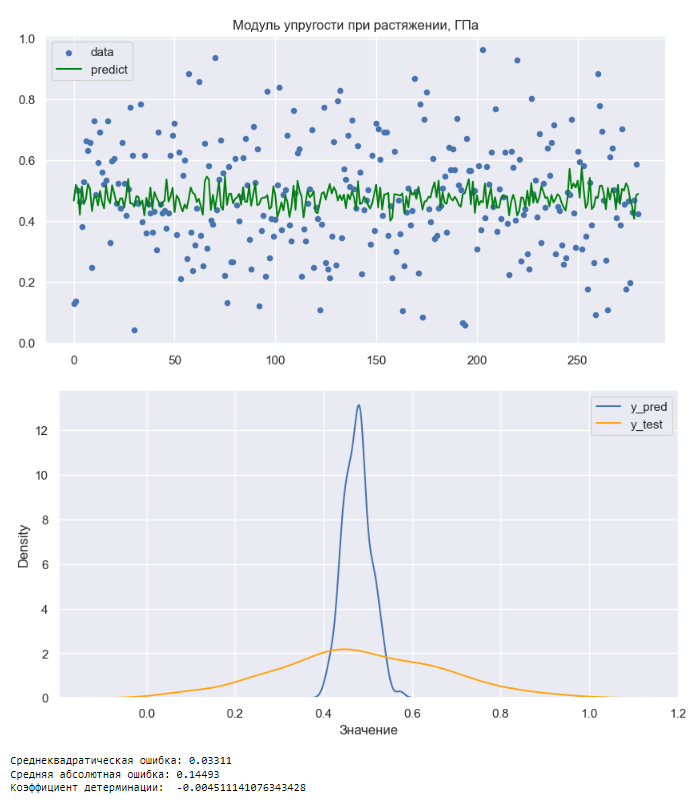 Модуль упругости при растяжении, ГПа
1.0
data
predict
0.8
0.6
0.4
0.2
0.0
0 50 100 150 200 250
y_pred
y_test
12
10
8
6
4
2
0
Density
0.0 0.2 0.4 0.6 0.8 1.0 1.2
Значение
Среднеквадратическая ошибка: 0.03311
Средняя абсолютная ошибка: 0.14493
Коэффициент детерминации: -0.004511141076343428